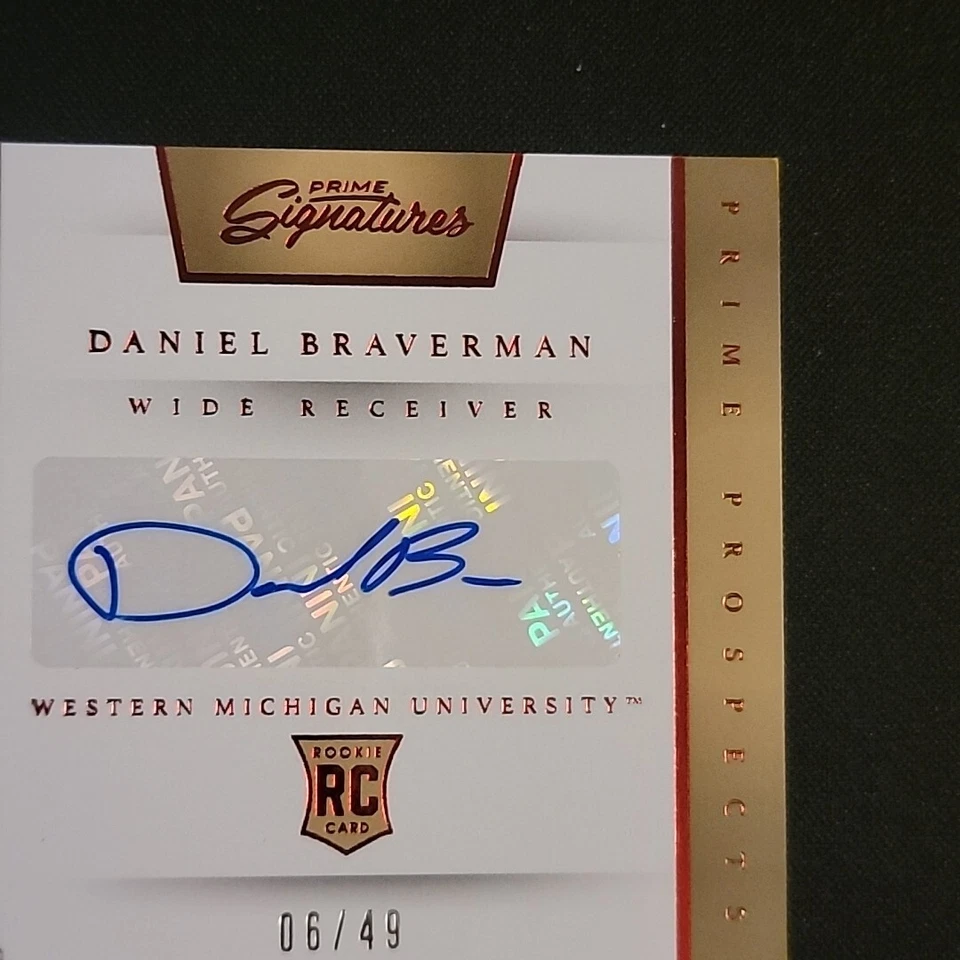 PRIME
Signatures
DANIEL BRAVERMAN
WIDE RECEIVER
WESTERN MICHIGAN UNIVERSITY™
ROOKIE
RC
CARD
06/49
PRIME PROSPECTS